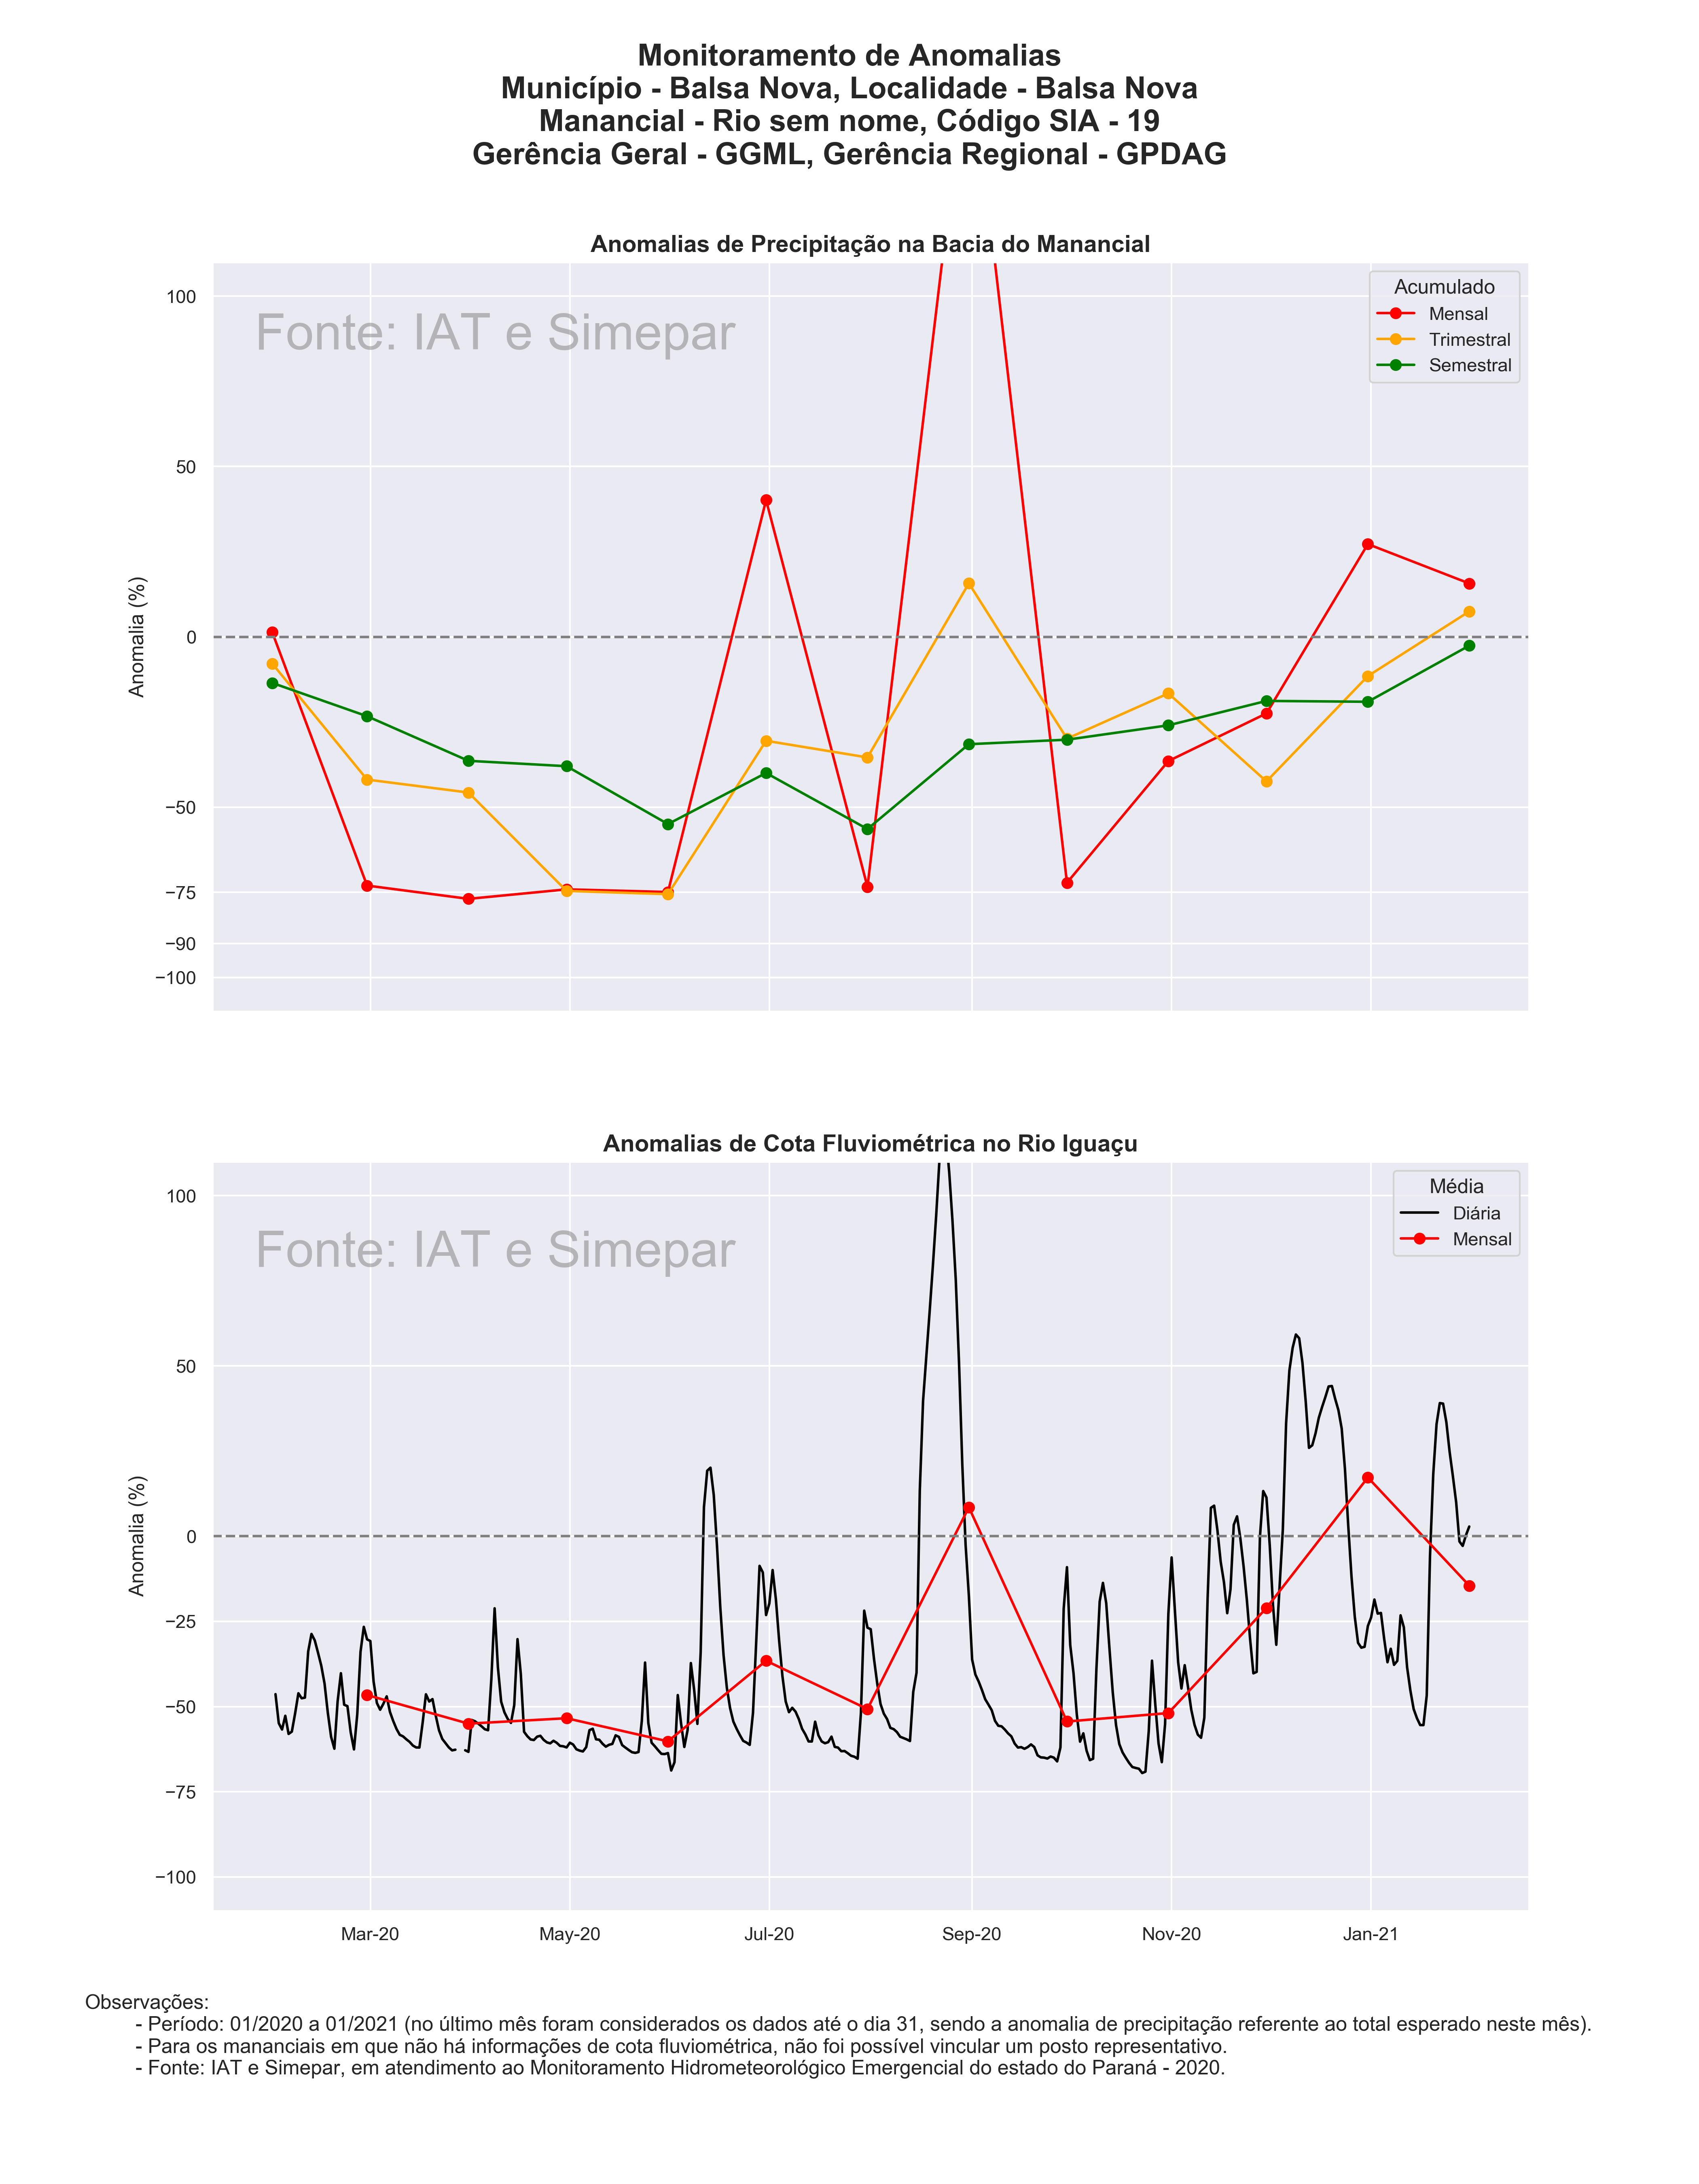 Monitoramento de Anomalias
Município - Balsa Nova, Localidade - Balsa Nova
Manancial - Rio sem nome, Código SIA - 19
Gerência Geral - GGML, Gerência Regional - GPDAG
Anomalias de Precipitação na Bacia do Manancial
Fonte: IAT e Simepar
Acumulado
Mensal
Trimestral
Semestral
Anomalia (%)
100
50
0
−50
−75
−90
−100
Anomalias de Cota Fluviométrica no Rio Iguaçu
Fonte: IAT e Simepar
Média
Diária
Mensal
Anomalia (%)
100
50
0
−25
−50
−75
−100
Mar-20 May-20 Jul-20 Sep-20 Nov-20 Jan-21
Observações:
- Período: 01/2020 a 01/2021 (no último mês foram considerados os dados até o dia 31, sendo a anomalia de precipitação referente ao total esperado neste mês).
- Para os mananciais em que não há informações de cota fluviométrica, não foi possível vincular um posto representativo.
- Fonte: IAT e Simepar, em atendimento ao Monitoramento Hidrometeorológico Emergencial do estado do Paraná - 2020.